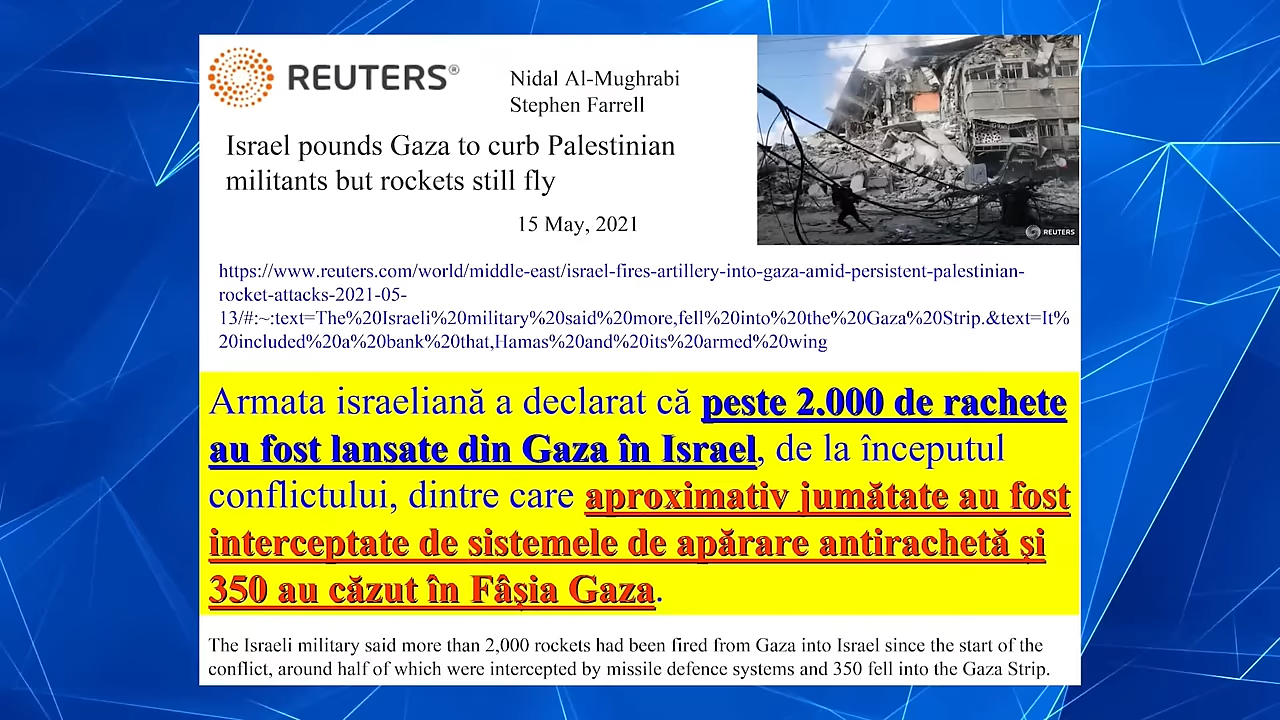 REUTERS®
Nidal Al-Mughrabi
Stephen Farrell
Israel pounds Gaza to curb Palestinian
militants but rockets still fly
15 May, 2021
REUTERS
https://www.reuters.com/world/middle-east/israel-fires-artillery-into-gaza-amid-persistent-palestinian-
rocket-attacks-2021-05-
13/#:~:text=The%20Israeli%20military%20said%20more,fell%20into%20the%20Gaza%20Strip.&text=It%
20included%20a%20bank%20that,Hamas%20and%20its%20armed%20wing
Armata israeliană a declarat că peste 2.000 de rachete
au fost lansate din Gaza în Israel, de la începutul
conflictului, dintre care aproximativ jumătate au fost
interceptate de sistemele de apărare antirachetă și
350 au căzut în Fâșia Gaza.
The Israeli military said more than 2,000 rockets had been fired from Gaza into Israel since the start of the
conflict, around half of which were intercepted by missile defence systems and 350 fell into the Gaza Strip.